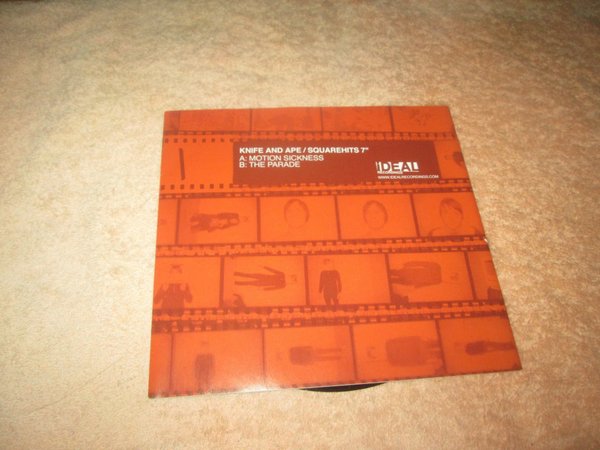 KNIFE AND APE / SQUAREHITS 7"
A: MOTION SICKNESS
B: THE PARADE
IDEAL
WWW.IDEALRECORDINGS.COM